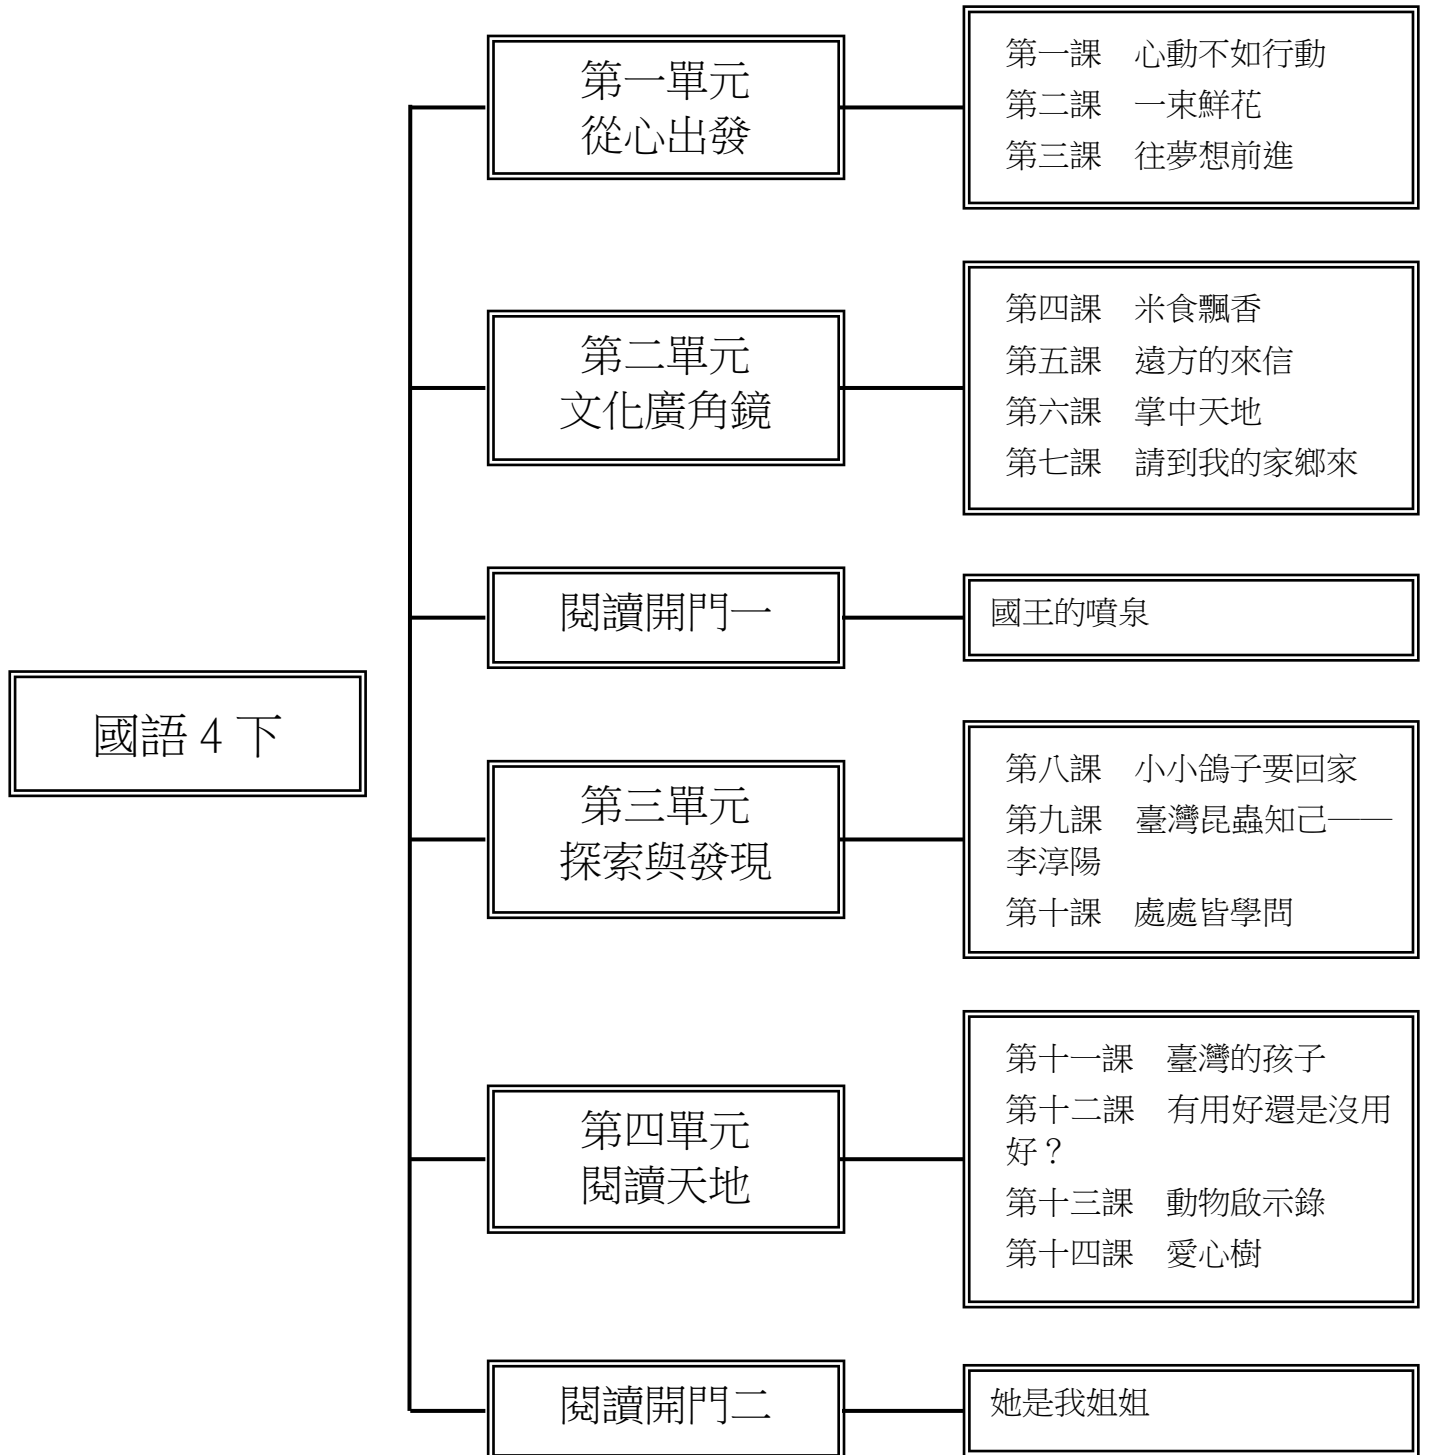 國語 4 下
第一單元
從心出發
第一課　心動不如行動
第二課　一束鮮花
第三課　往夢想前進
第二單元
文化廣角鏡
第四課　米食飄香
第五課　遠方的來信
第六課　掌中天地
第七課　請到我的家鄉來
閱讀開門一
國王的噴泉
第三單元
探索與發現
第八課　小小鴿子要回家
第九課　臺灣昆蟲知己──
李淳陽
第十課　處處皆學問
第四單元
閱讀天地
第十一課　臺灣的孩子
第十二課　有用好還是沒用
好？
第十三課　動物啟示錄
第十四課　愛心樹
閱讀開門二
她是我姐姐